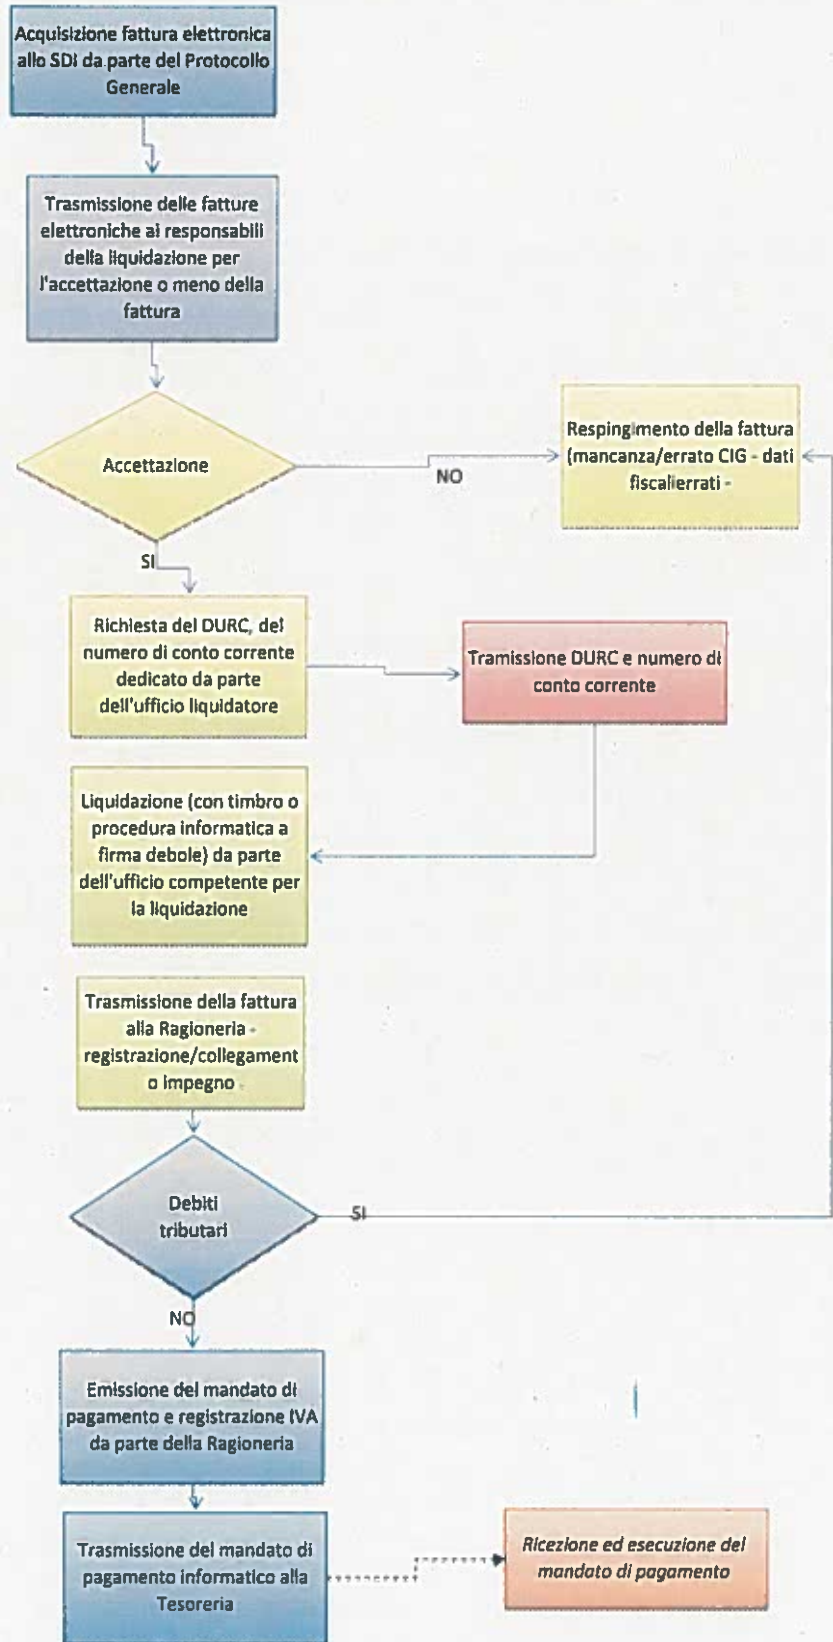 Acquisizione fattura elettronica
allo SDI da parte del Protocollo
Generale
Trasmissione delle fatture
elettroniche ai responsabili
della liquidazione per
l'accettazione o meno della
fattura
Accettazione
NO
Respingimento della fattura
(mancanza/errato CIG - dati
fiscalierrati -
SI
Richiesta del DURC, del
numero di conto corrente
dedicato da parte
dell'ufficio liquidatore
Tramissione DURC e numero di
conto corrente
Liquidazione (con timbro o
procedura informatica a
firma debole) da parte
dell'ufficio competente per
la liquidazione
Trasmissione della fattura
alla Ragioneria -
registrazione/collegament
o impegno -
Debiti
tributari
SI
NO
Emissione del mandato di
pagamento e registrazione IVA
da parte della Ragioneria
Trasmissione del mandato di
pagamento informatico alla
Tesoreria
Ricezione ed esecuzione del
mandato di pagamento